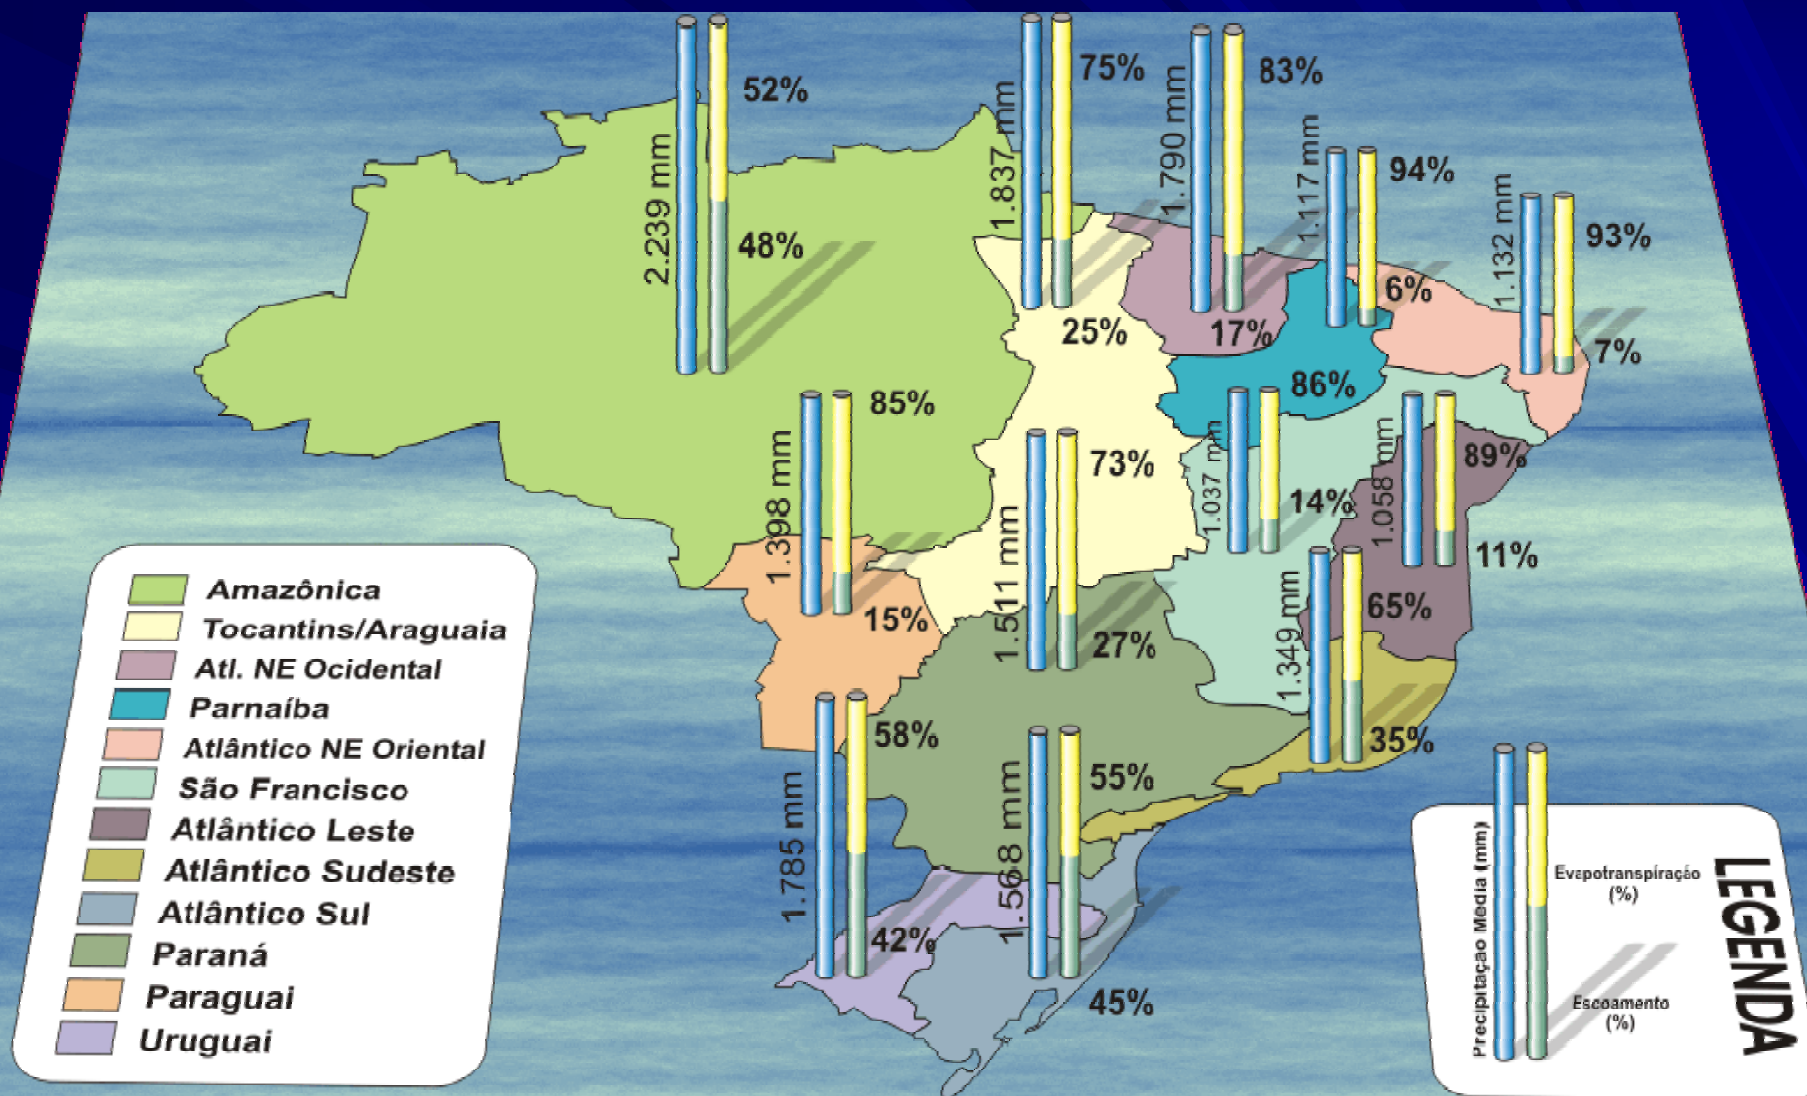 2.239 mm
52%
48%
1.837 mm
75%
25%
1.790 mm
83%
17%
1.117 mm
94%
6%
1.132 mm
93%
7%
1.398 mm
85%
15%
1.511 mm
73%
27%
1.037 mm
86%
14%
1.058 mm
89%
11%
1.349 mm
65%
35%
1.785 mm
58%
42%
1.568 mm
55%
45%
Amazônica
Tocantins/Araguaia
Atl. NE Ocidental
Parnaíba
Atlântico NE Oriental
São Francisco
Atlântico Leste
Atlântico Sudeste
Atlântico Sul
Paraná
Paraguai
Uruguai
LEGENDA
Precipitação Média (mm)
Evapotranspiração
(%)
Escoamento
(%)